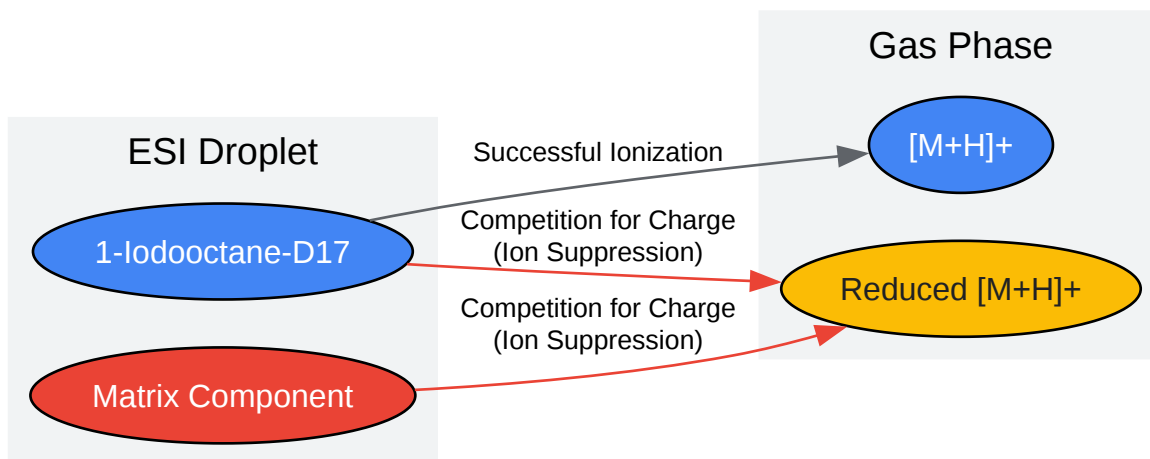 Gas Phase
ESI Droplet
Successful Ionization
[M+H]+
Competition for Charge
(Ion Suppression)
1-Iodooctane-D17
Reduced [M+H]+
Competition for Charge
(Ion Suppression)
Matrix Component